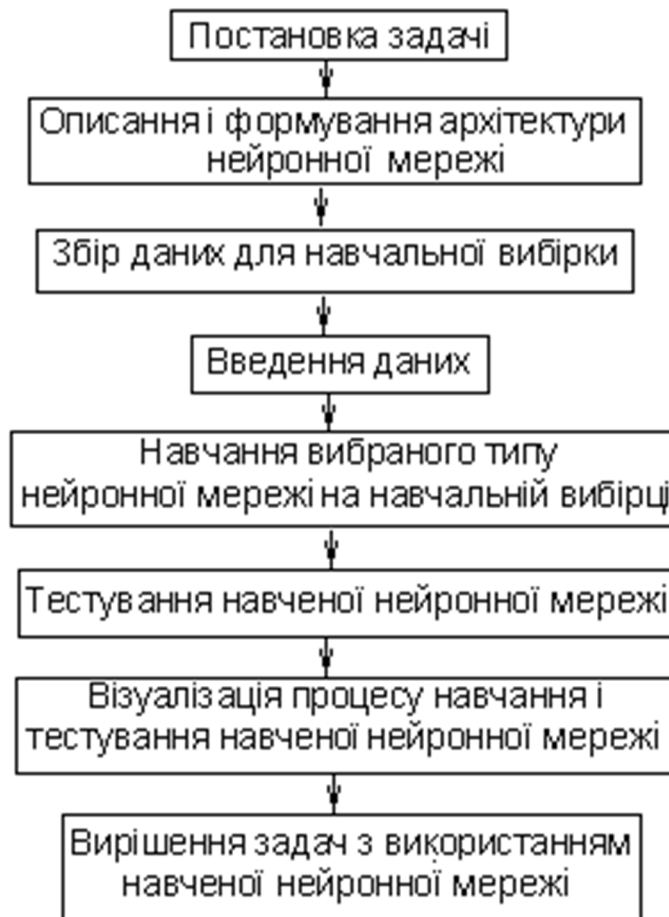 Постановка задачі
Описання і формування архітектури
нейронної мережі
Збір даних для навчальної вибірки
Введення даних
Навчання вибраного типу
нейронної мережі на навчальній вибірці
Тестування навченої нейронної мережі
Візуалізація процесу навчання і
тестування навченої нейронної мережі
Вирішення задач з використанням
навченої нейронної мережі